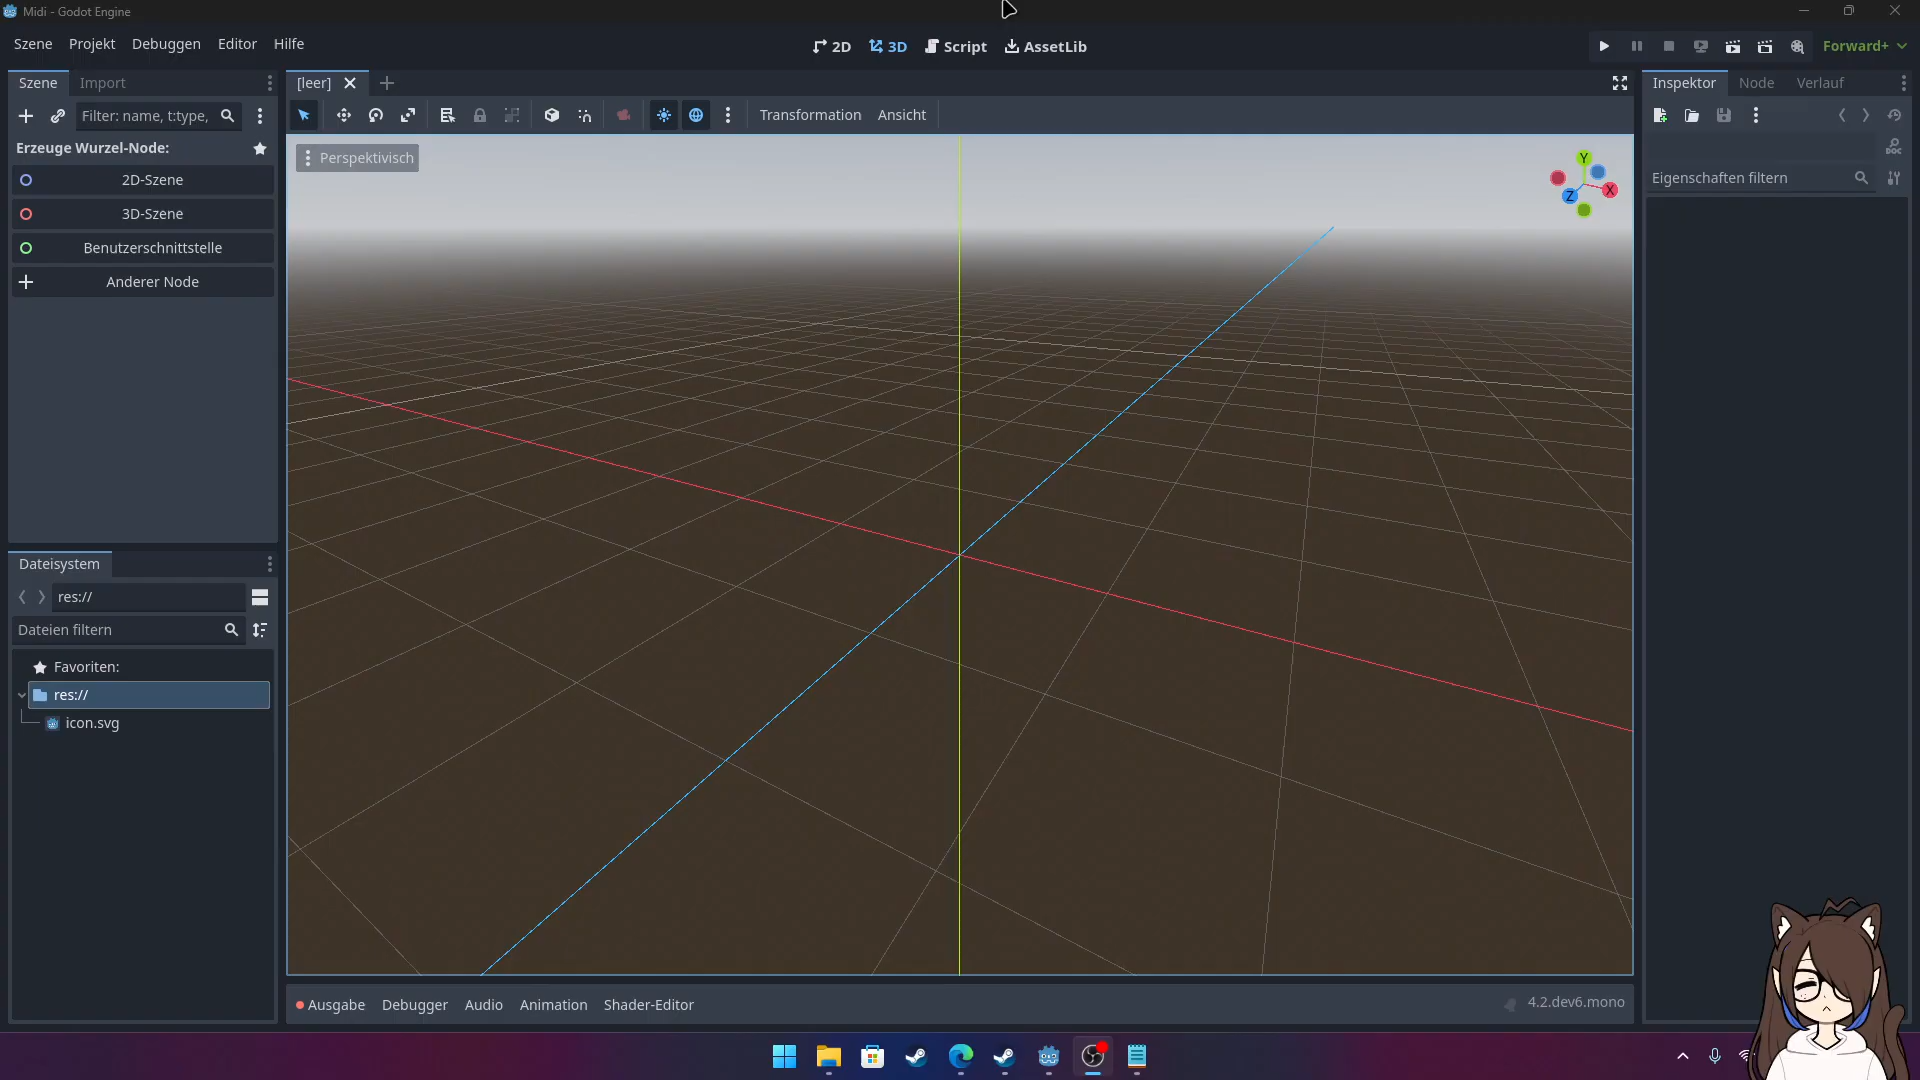 Midi - Godot Engine
Szene Projekt Debuggen Editor Hilfe
2D 3D Script AssetLib
Forward+
Szene Import
[leer]
Inspektor Node Verlauf
Filter: name, t:type,
Transformation Ansicht
Erzeuge Wurzel-Node:
Perspektivisch
Y
X
Z
DOC
Eigenschaften filtern
2D-Szene
3D-Szene
Benutzerschnittstelle
Anderer Node
Dateisystem
res://
Dateien filtern
Favoriten:
res://
icon.svg
Ausgabe Debugger Audio Animation Shader-Editor
4.2.dev6.mono